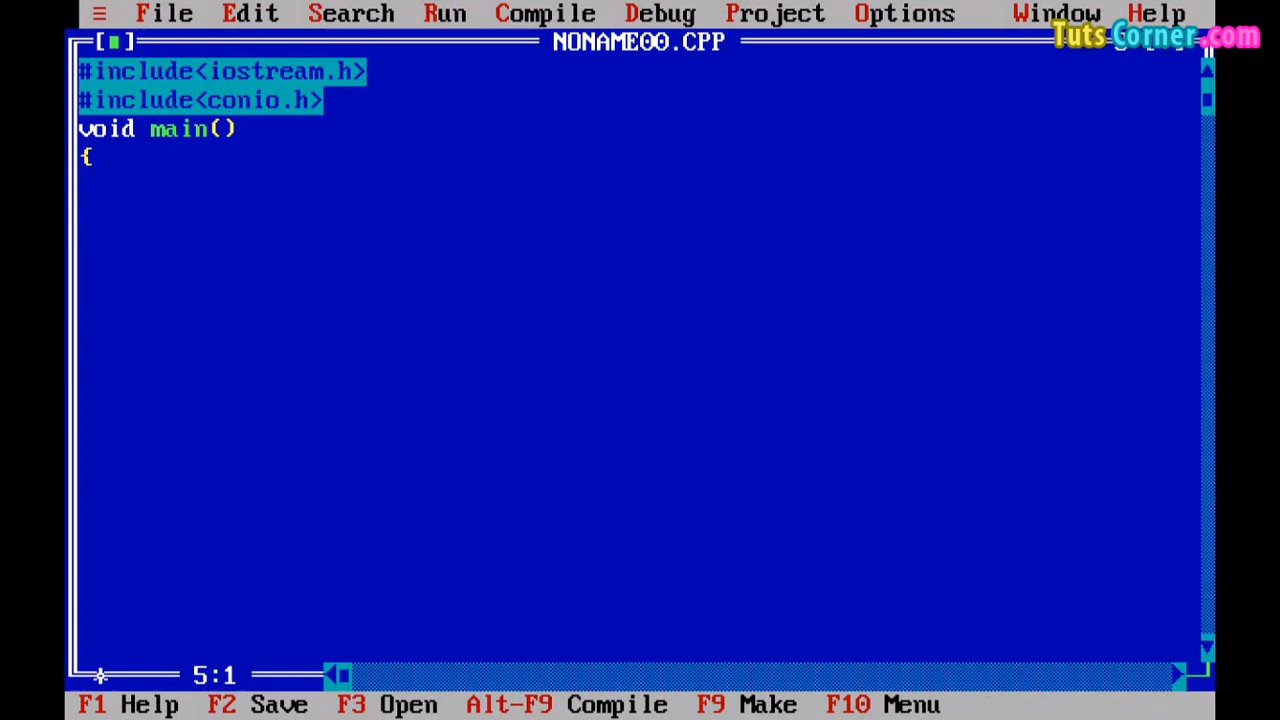 ≡ File Edit Search Run Compile Debug Project Options Window Help
TutsCorner.com
[■] NONAME00.CPP
#include<iostream.h>
#include<conio.h>
void main()
{
5:1
F1 Help F2 Save F3 Open Alt-F9 Compile F9 Make F10 Menu